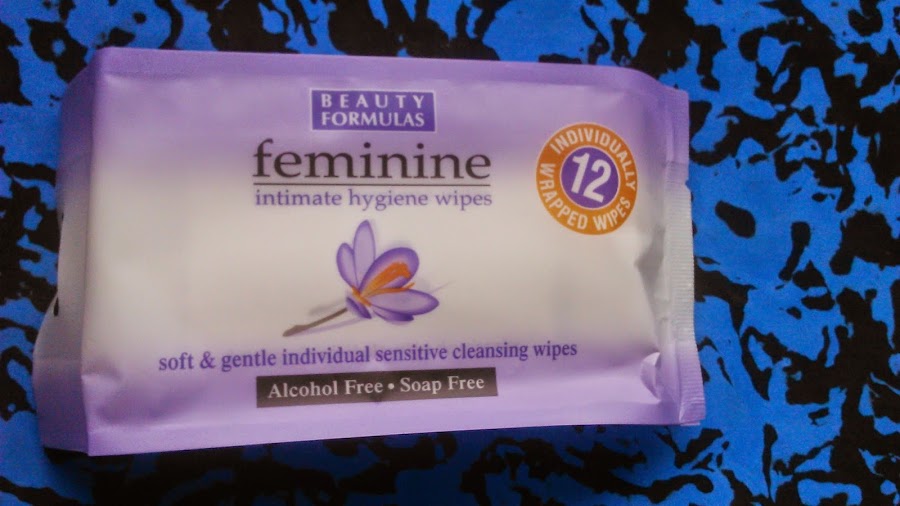 BEAUTY
FORMULAS
feminine
intimate hygiene wipes
INDIVIDUALLY
12
WRAPPED WIPES
soft & gentle individual sensitive cleansing wipes
Alcohol Free • Soap Free